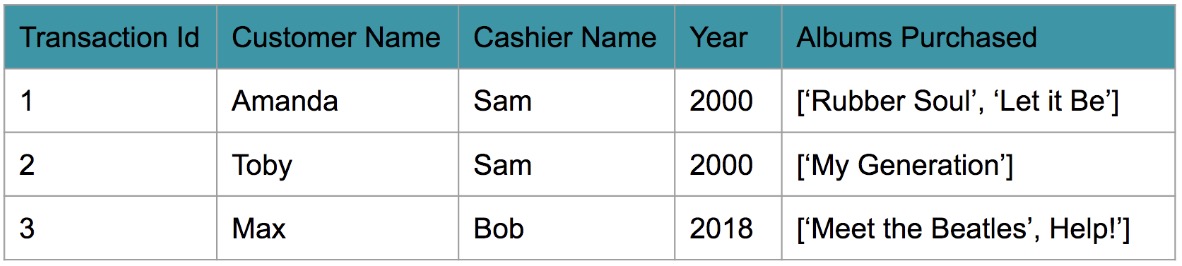 Transaction Id Customer Name Cashier Name Year Albums Purchased
1 Amanda Sam 2000 [‘Rubber Soul’, ‘Let it Be’]
2 Toby Sam 2000 [‘My Generation’]
3 Max Bob 2018 [‘Meet the Beatles’, Help!’]